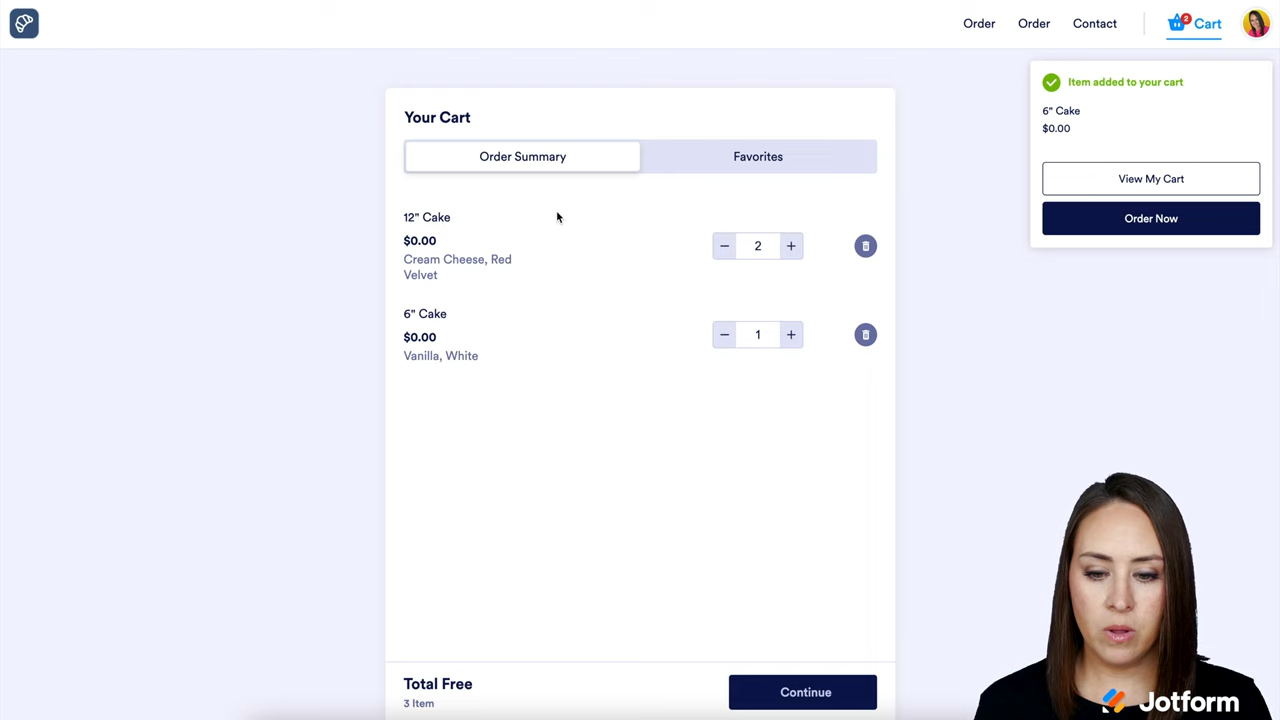 Order
Order
Contact
2
Cart
Item added to your cart
6" Cake
$0.00
View My Cart
Order Now
Your Cart
Order Summary
Favorites
12" Cake
$0.00
Cream Cheese, Red
Velvet
2
6" Cake
$0.00
Vanilla, White
1
Total Free
3 Item
Continue
Jotform